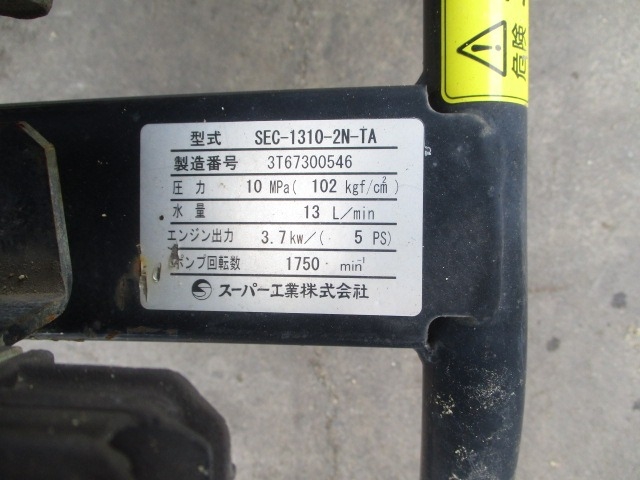 型式 SEC-1310-2N-TA
製造番号 3T67300546
圧力 10 MPa( 102 kgf/c㎡)
水量 13 L/min
エンジン出力 3.7kw/( 5 PS)
ポンプ回転数 1750 min⁻¹
スーパー工業株式会社
危険